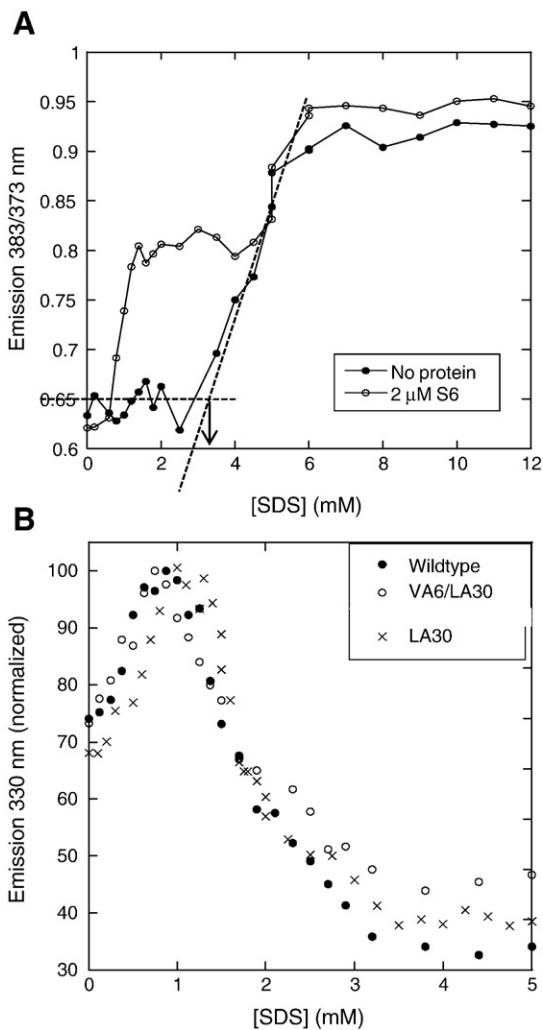 A
Emission 383/373 nm
1
0.95
0.9
0.85
0.8
0.75
0.7
0.65
0.6
No protein
2 μM S6
0 2 4 6 8 10 12
[SDS] (mM)
B
Emission 330 nm (normalized)
100
90
80
70
60
50
40
30
Wildtype
VA6/LA30
LA30
0 1 2 3 4 5
[SDS] (mM)